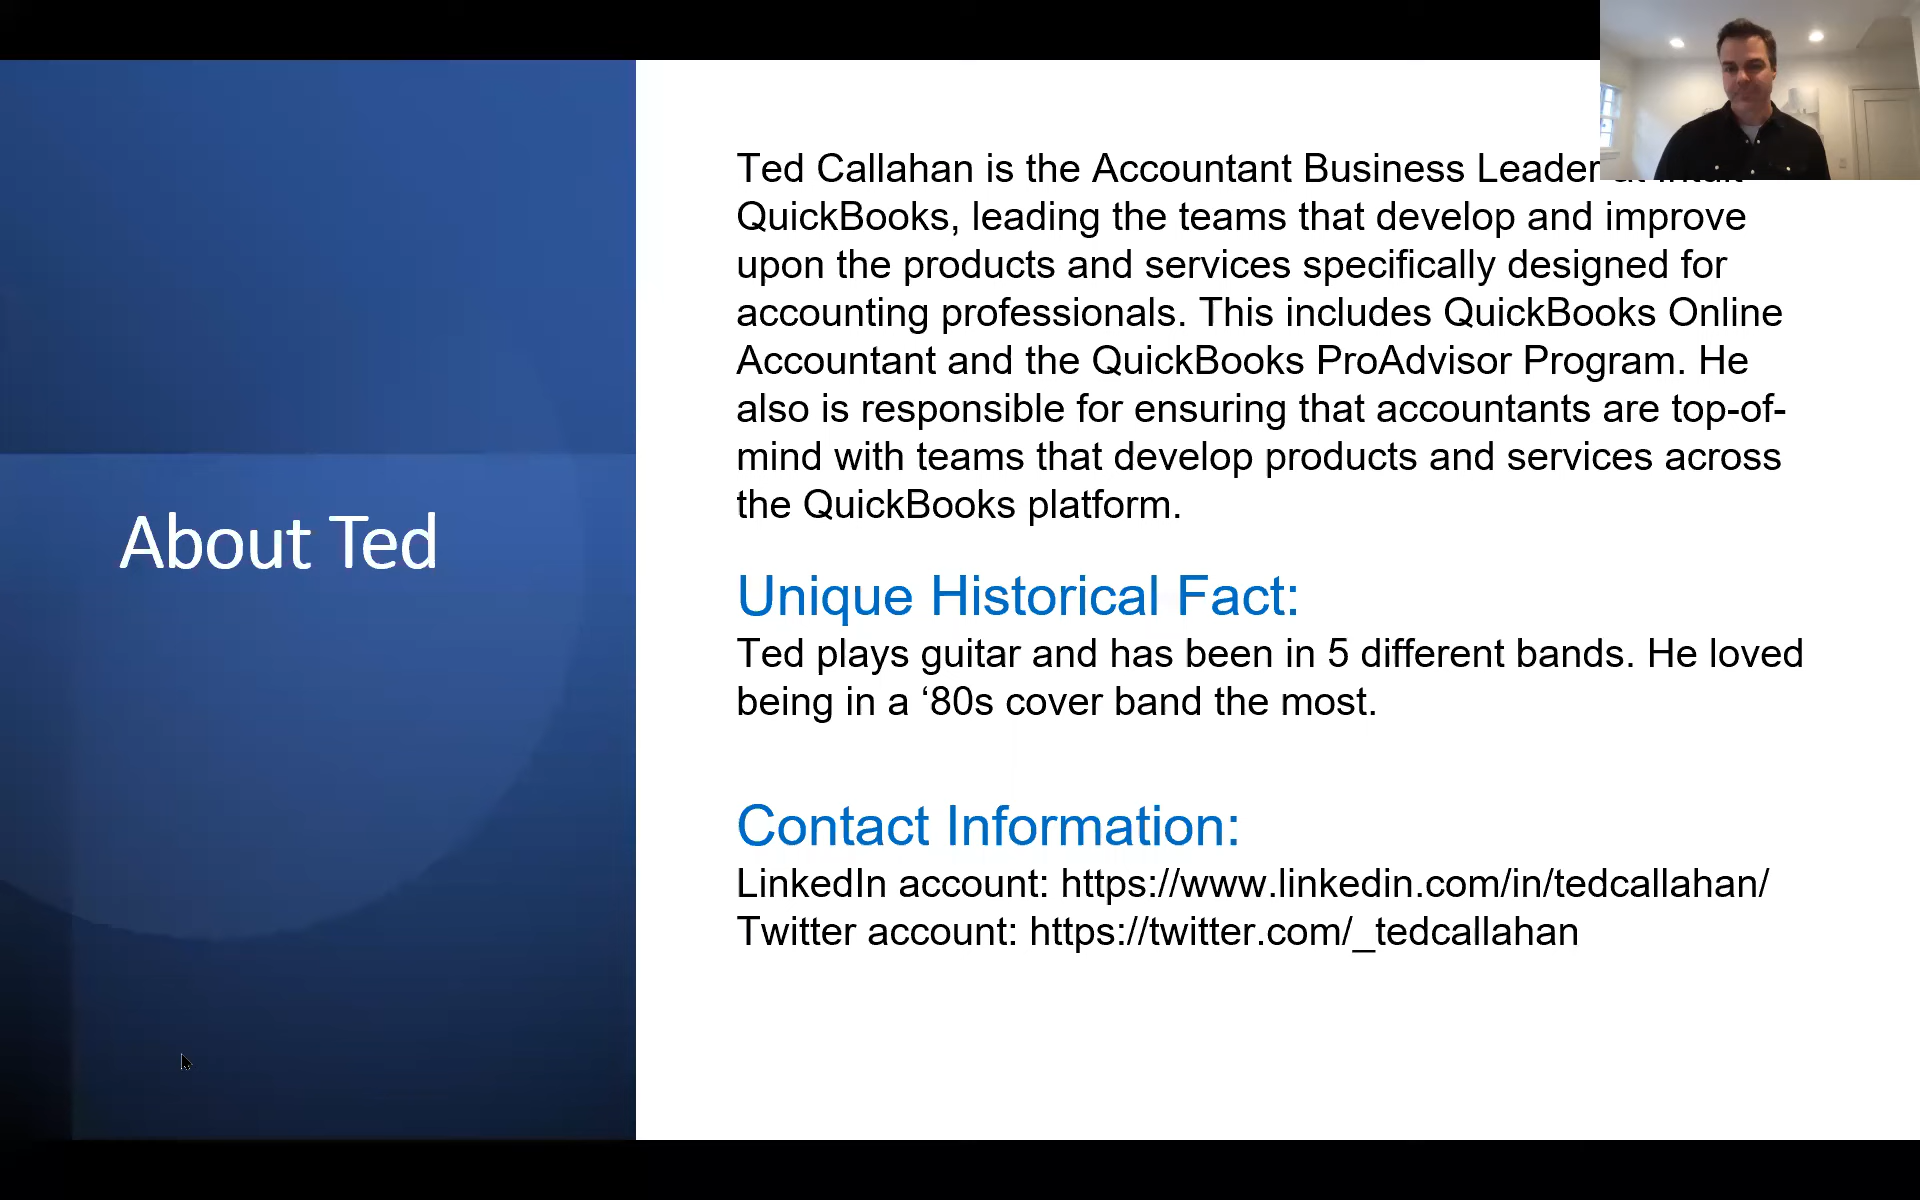 Ted Callahan is the Accountant Business Leader at Intuit
QuickBooks, leading the teams that develop and improve
upon the products and services specifically designed for
accounting professionals. This includes QuickBooks Online
Accountant and the QuickBooks ProAdvisor Program. He
also is responsible for ensuring that accountants are top-of-
mind with teams that develop products and services across
the QuickBooks platform.
About Ted
Unique Historical Fact:
Ted plays guitar and has been in 5 different bands. He loved
being in a ‘80s cover band the most.
Contact Information:
LinkedIn account: https://www.linkedin.com/in/tedcallahan/
Twitter account: https://twitter.com/_tedcallahan